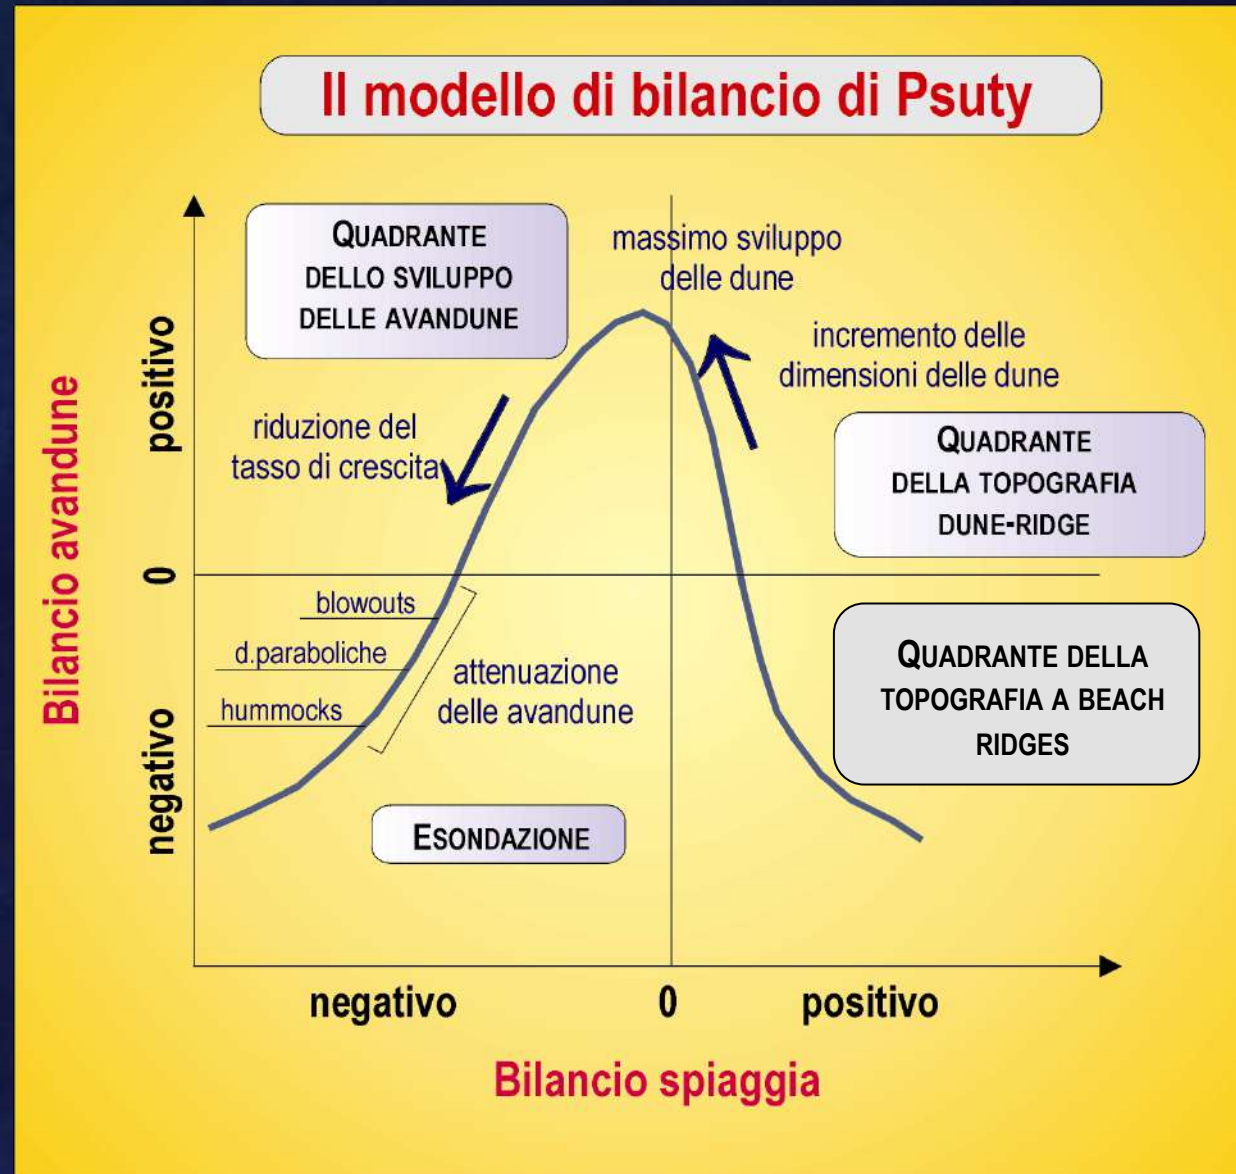 Il modello di bilancio di Psuty
QUADRANTE
DELLO SVILUPPO
DELLE AVANDUNE
massimo sviluppo
delle dune
incremento delle
dimensioni delle dune
riduzione del
tasso di crescita
QUADRANTE
DELLA TOPOGRAFIA
DUNE-RIDGE
Bilancio avandune
positivo
0
negativo
blowouts
d.paraboliche
hummocks
attenuazione
delle avandune
QUADRANTE DELLA
TOPOGRAFIA A BEACH
RIDGES
ESONDAZIONE
negativo
0
positivo
Bilancio spiaggia